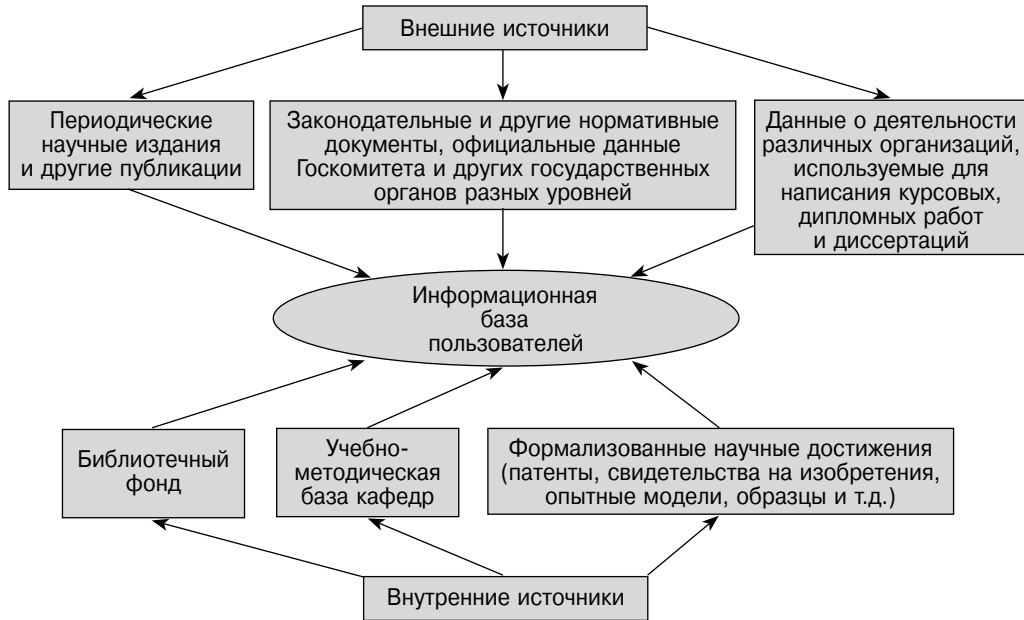 Внешние источники
Периодические
научные издания
и другие публикации
Законодательные и другие нормативные
документы, официальные данные
Госкомитета и других государственных
органов разных уровней
Данные о деятельности
различных организаций,
используемые для
написания курсовых,
дипломных работ
и диссертаций
Информационная
база
пользователей
Библиотечный
фонд
Учебно-
методическая
база кафедр
Формализованные научные достижения
(патенты, свидетельства на изобретения,
опытные модели, образцы и т.д.)
Внутренние источники